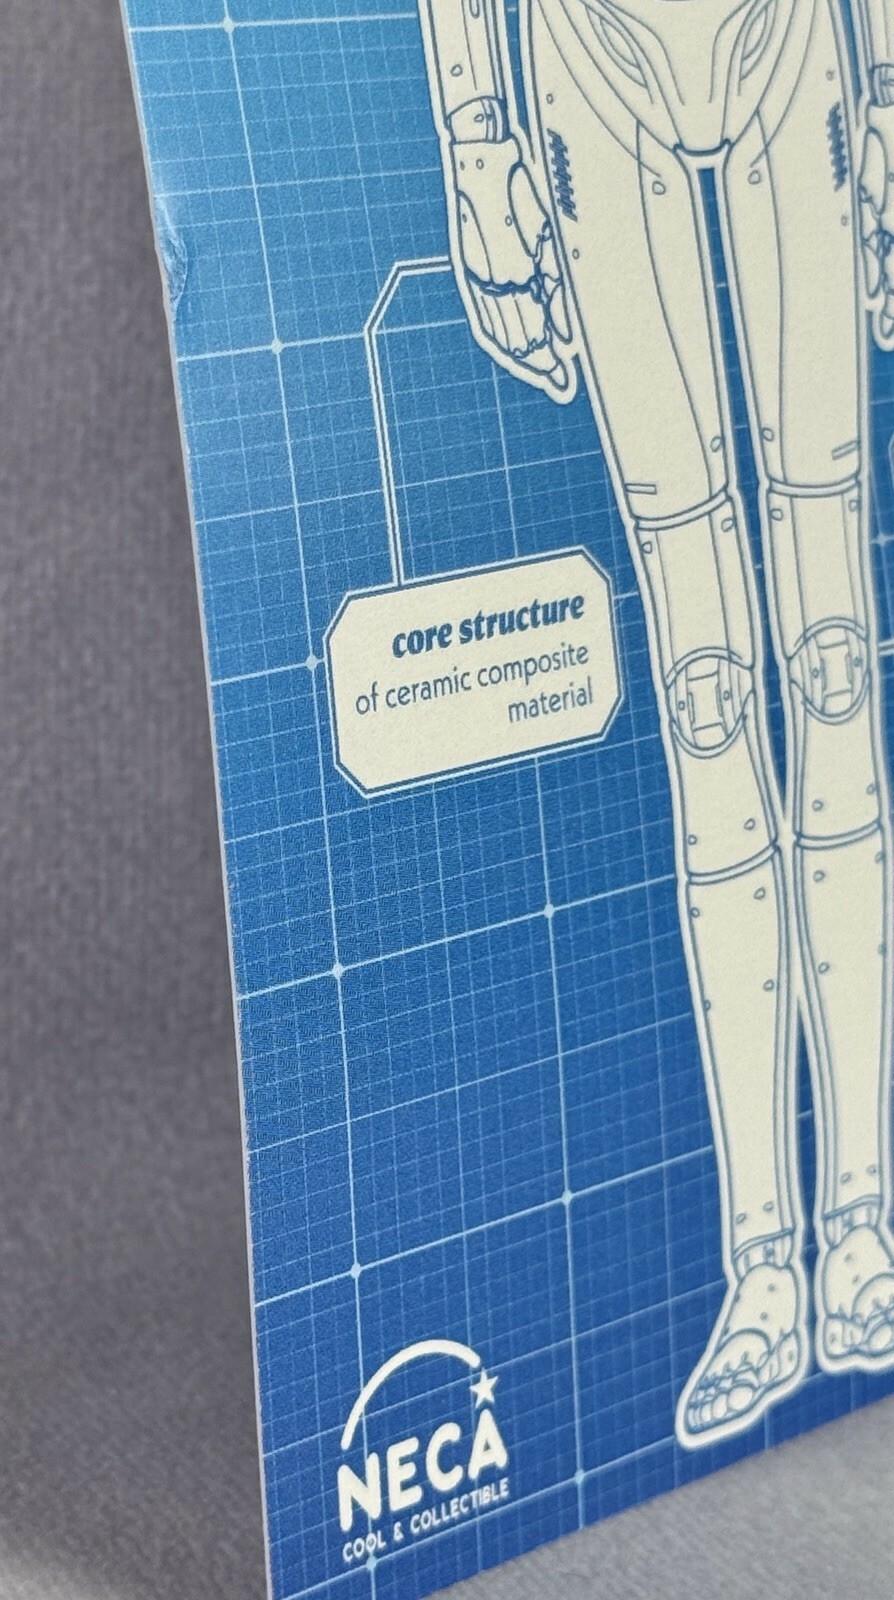 core structure
of ceramic composite
material
NECA
COOL & COLLECTIBLE